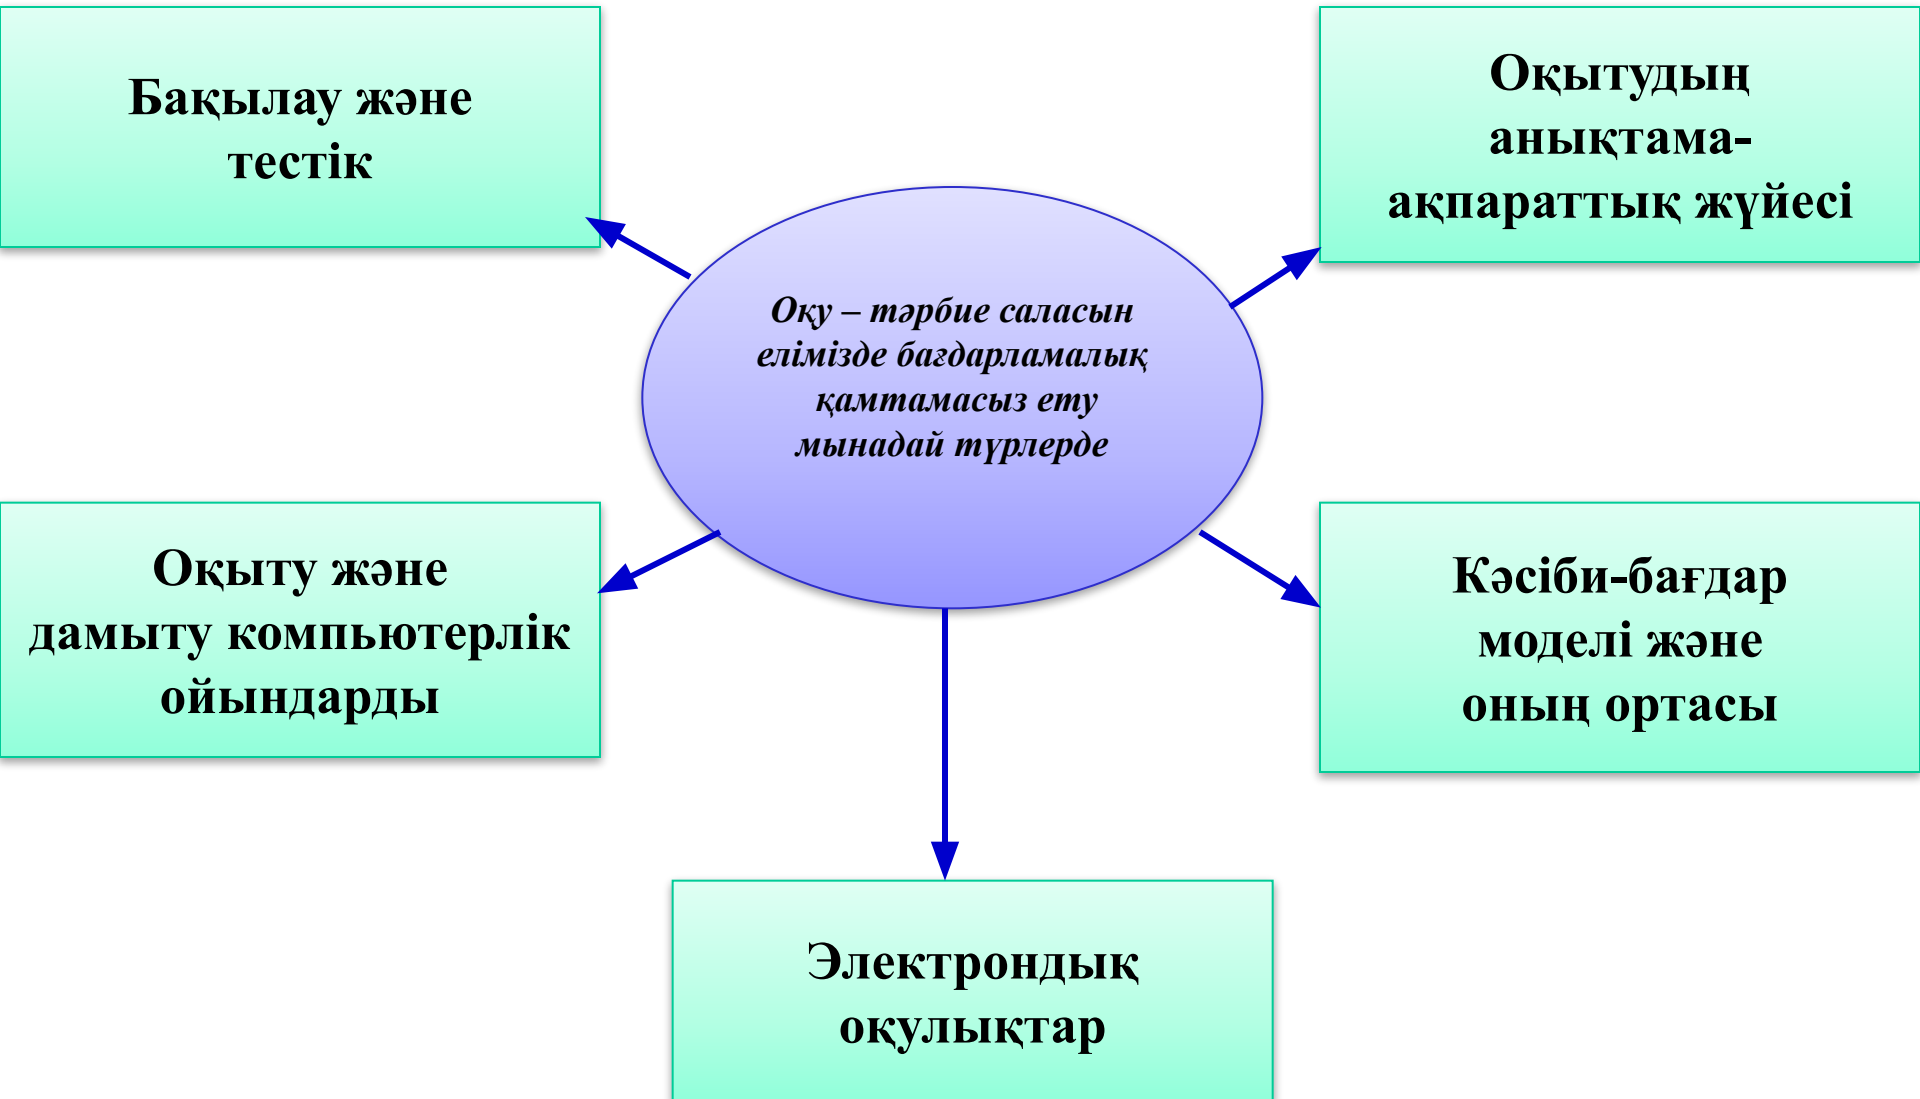 Бақылау және
тестік
Оқытудың
анықтама-
ақпараттық жүйесі
Оқу – тәрбие саласын
елімізде бағдарламалық
қамтамасыз ету
мынадай түрлерде
Оқыту және
дамыту компьютерлік
ойындарды
Кәсіби-бағдар
моделі және
оның ортасы
Электрондық
оқулықтар